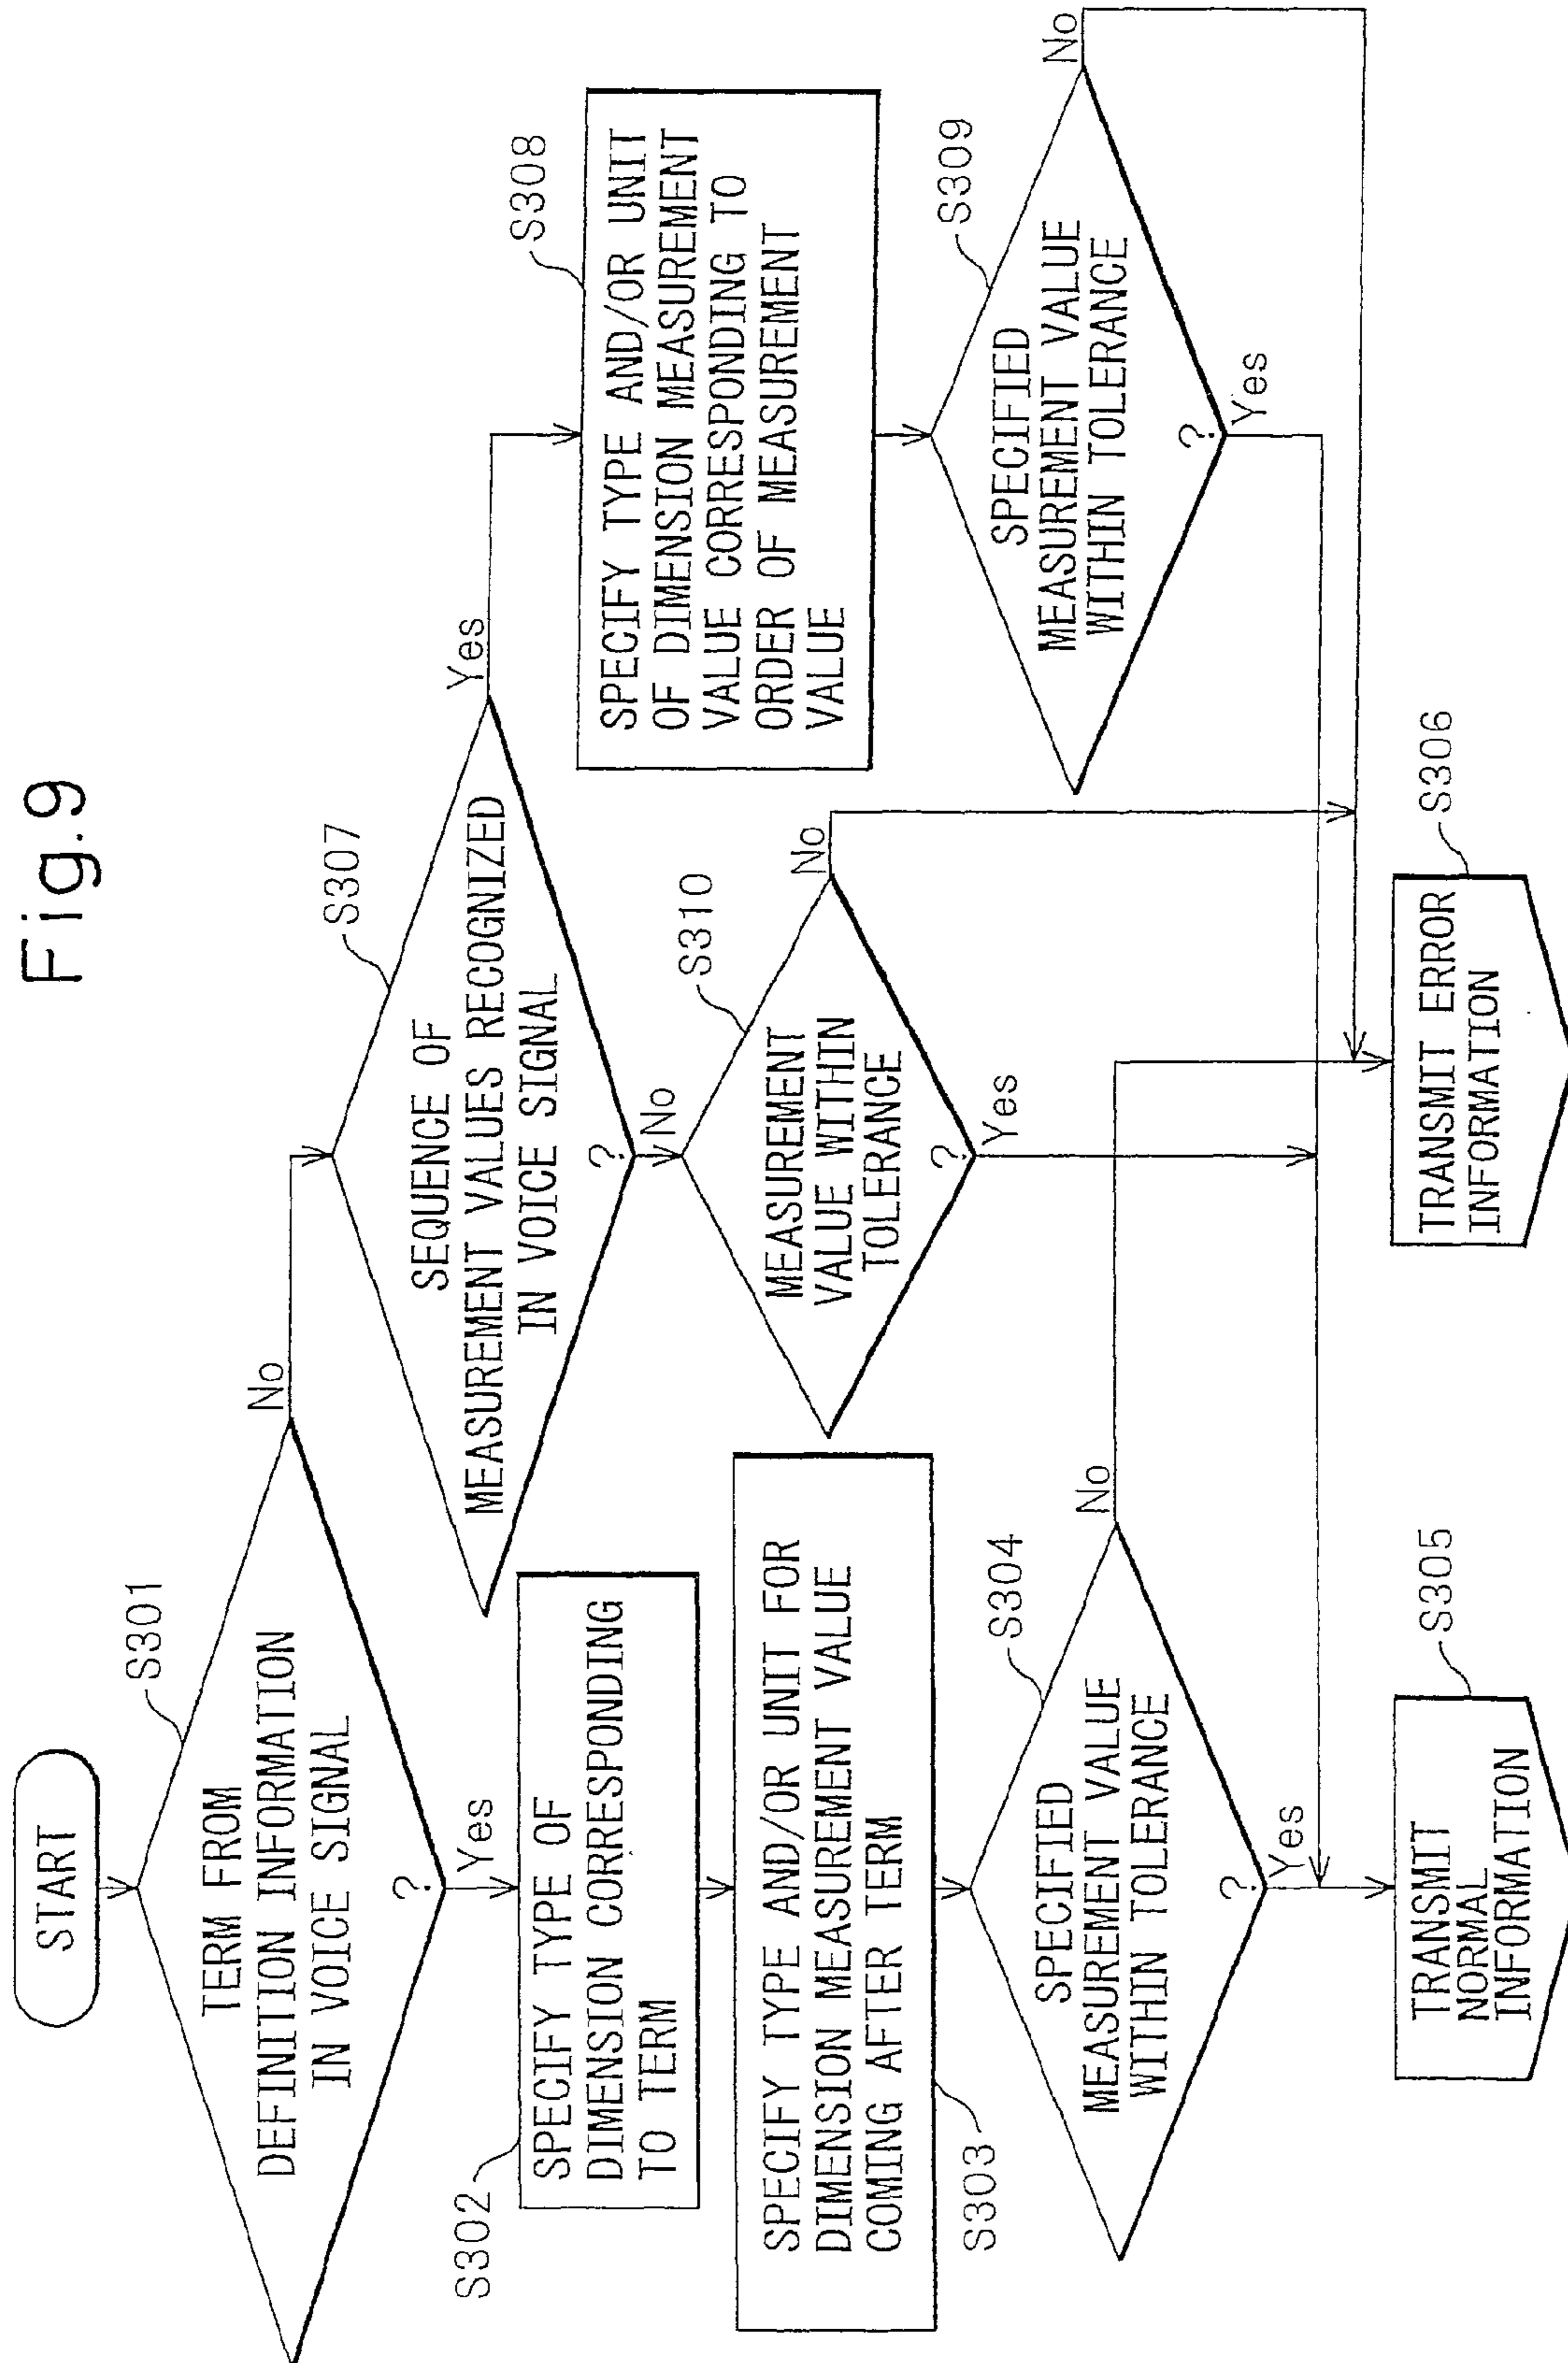 Fig.9
START
S301
TERM FROM
DEFINITION INFORMATION
IN VOICE SIGNAL
?
No
Yes
S302
SPECIFY TYPE OF
DIMENSION CORRESPONDING
TO TERM
SPECIFY TYPE AND/OR UNIT FOR
DIMENSION MEASUREMENT VALUE
COMING AFTER TERM
S303
S304
SPECIFIED
MEASUREMENT VALUE
WITHIN TOLERANCE
?
No
Yes
S305
TRANSMIT
NORMAL
INFORMATION
S307
SEQUENCE OF
MEASUREMENT VALUES RECOGNIZED
IN VOICE SIGNAL
?
Yes
No
S310
MEASUREMENT
VALUE WITHIN
TOLERANCE
?
No
Yes
S306
TRANSMIT ERROR
INFORMATION
S308
SPECIFY TYPE AND/OR UNIT
OF DIMENSION MEASUREMENT
VALUE CORRESPONDING TO
ORDER OF MEASUREMENT
VALUE
S309
SPECIFIED
MEASUREMENT VALUE
WITHIN TOLERANCE
?
No
Yes